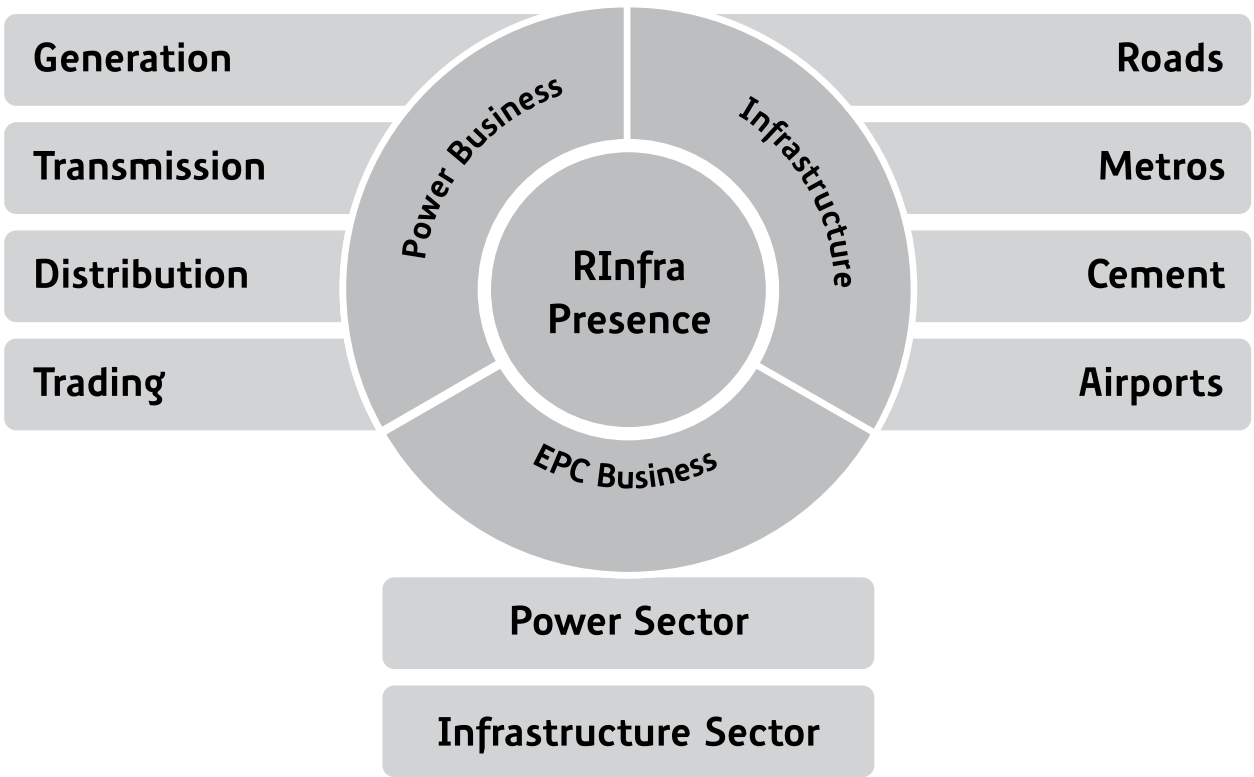 Generation
Transmission
Distribution
Trading
Power Business
RInfra
Presence
Infrastructure
Roads
Metros
Cement
Airports
EPC Business
Power Sector
Infrastructure Sector